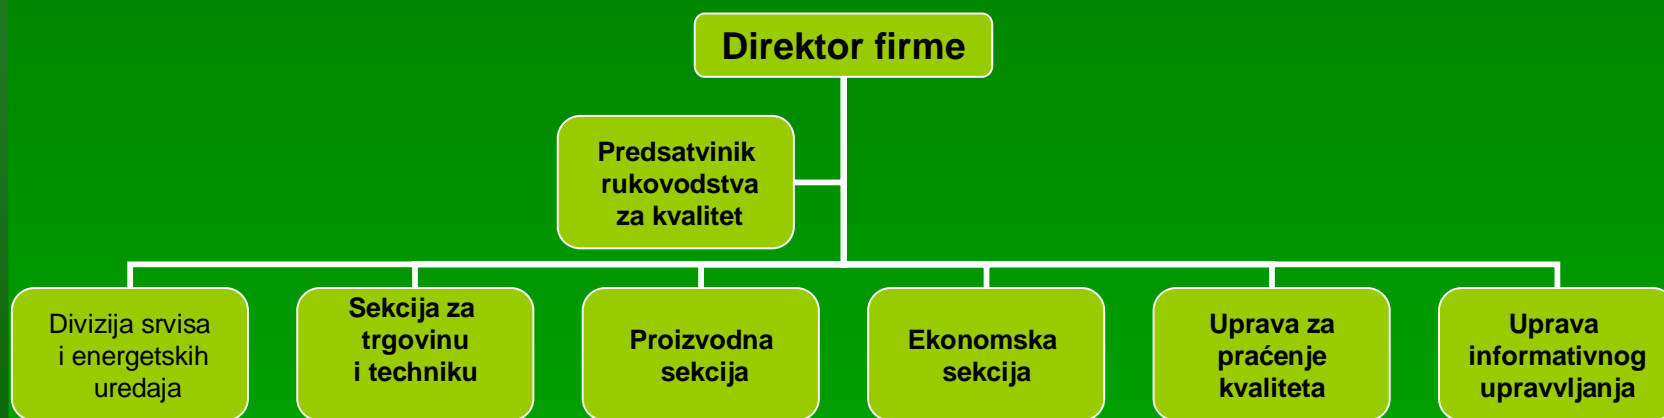 Direktor firme
Predsatvinik
rukovodstva
za kvalitet
Divizija srvisa
i energetskih
uredaja
Sekcija za
trgovinu
i techniku
Proizvodna
sekcija
Ekonomska
sekcija
Uprava za
praćenje
kvaliteta
Uprava
informativnog
upravvljanja